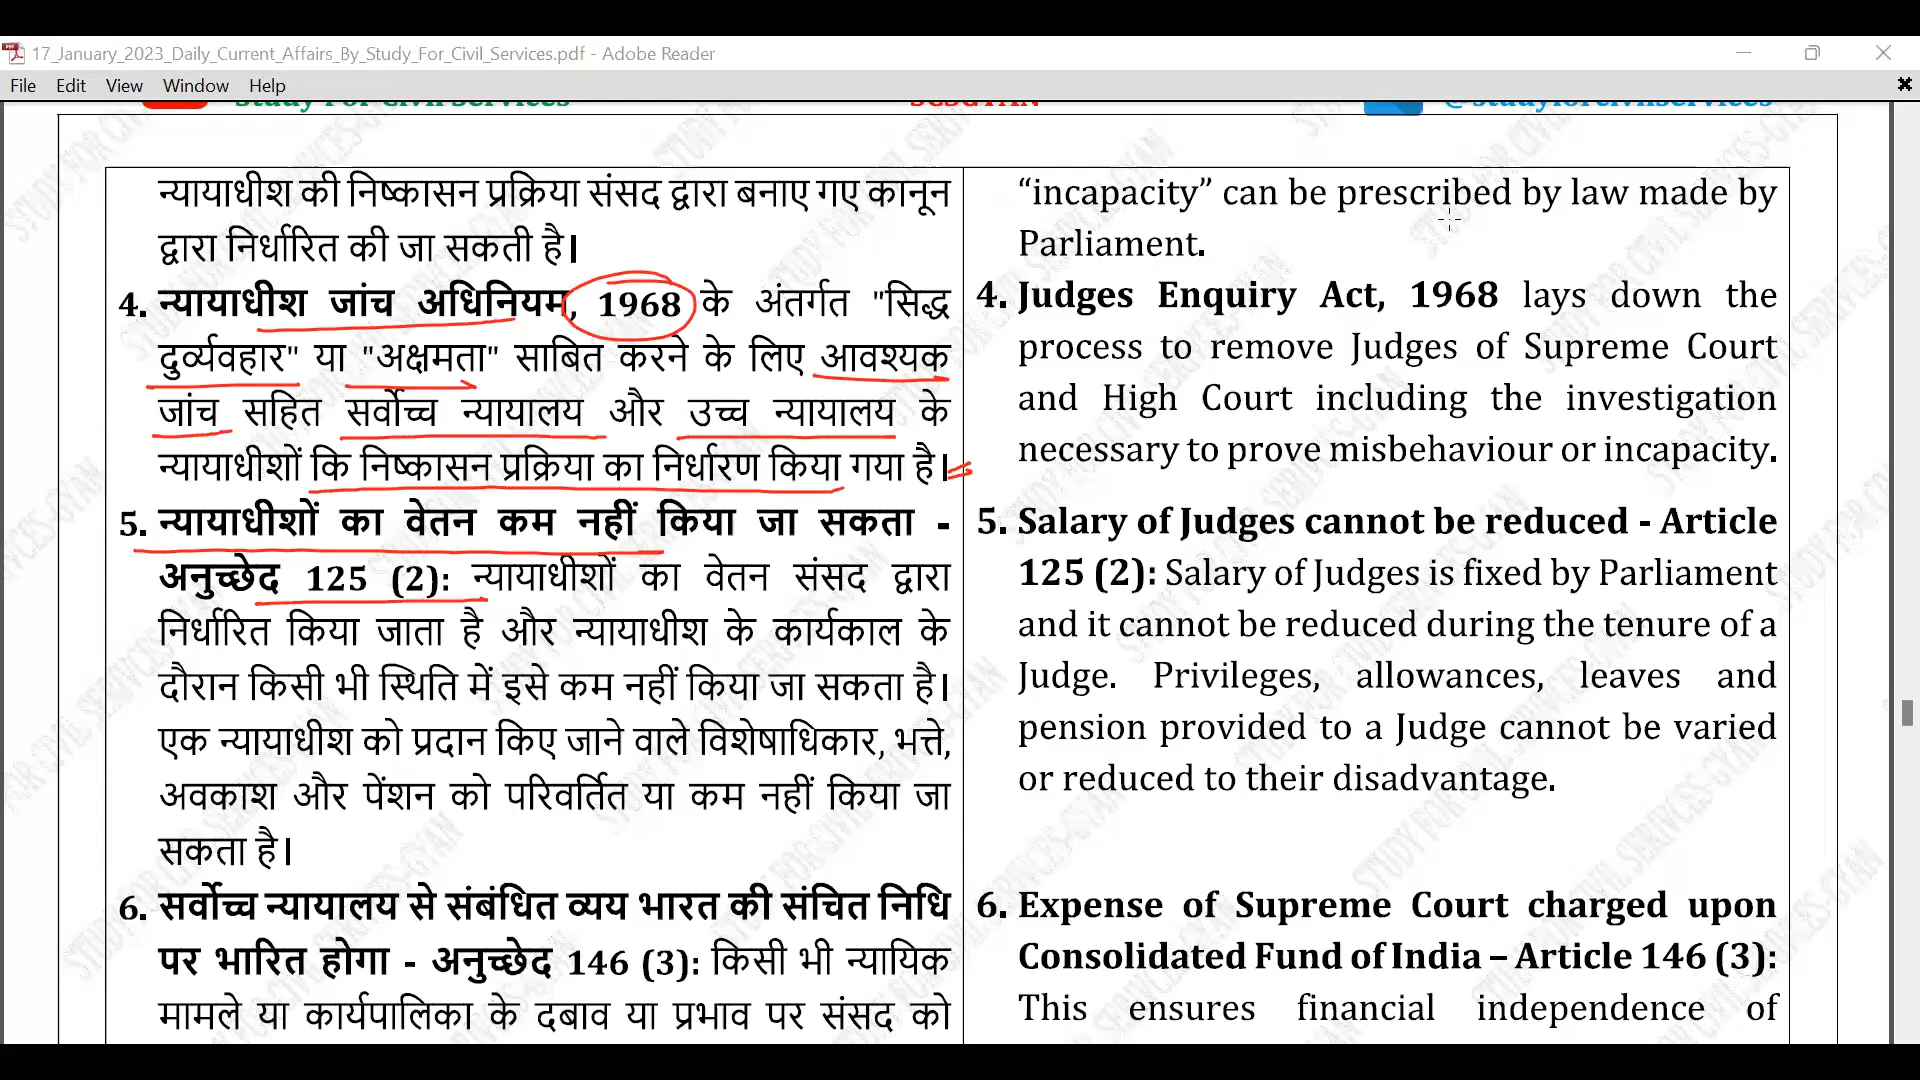 17_January_2023_Daily_Current_Affairs_By_Study_For_Civil_Services.pdf - Adobe Reader
File Edit View Window Help
Study For Civil Services
SCSGYAN
@studyforcivilservices
न्यायाधीश की निष्कासन प्रक्रिया संसद द्वारा बनाए गए कानून
द्वारा निर्धारित की जा सकती है।
4. न्यायाधीश जांच अधिनियम, 1968 के अंतर्गत "सिद्ध
दुर्व्यवहार" या "अक्षमता" साबित करने के लिए आवश्यक
जांच सहित सर्वोच्च न्यायालय और उच्च न्यायालय के
न्यायाधीशों कि निष्कासन प्रक्रिया का निर्धारण किया गया है।
5. न्यायाधीशों का वेतन कम नहीं किया जा सकता -
अनुच्छेद 125 (2): न्यायाधीशों का वेतन संसद द्वारा
निर्धारित किया जाता है और न्यायाधीश के कार्यकाल के
दौरान किसी भी स्थिति में इसे कम नहीं किया जा सकता है।
एक न्यायाधीश को प्रदान किए जाने वाले विशेषाधिकार, भत्ते,
अवकाश और पेंशन को परिवर्तित या कम नहीं किया जा
सकता है।
6. सर्वोच्च न्यायालय से संबंधित व्यय भारत की संचित निधि
पर भारित होगा - अनुच्छेद 146 (3): किसी भी न्यायिक
मामले या कार्यपालिका के दबाव या प्रभाव पर संसद को
“incapacity” can be prescribed by law made by
Parliament.
4. Judges Enquiry Act, 1968 lays down the
process to remove Judges of Supreme Court
and High Court including the investigation
necessary to prove misbehaviour or incapacity.
5. Salary of Judges cannot be reduced - Article
125 (2): Salary of Judges is fixed by Parliament
and it cannot be reduced during the tenure of a
Judge. Privileges, allowances, leaves and
pension provided to a Judge cannot be varied
or reduced to their disadvantage.
6. Expense of Supreme Court charged upon
Consolidated Fund of India – Article 146 (3):
This ensures financial independence of